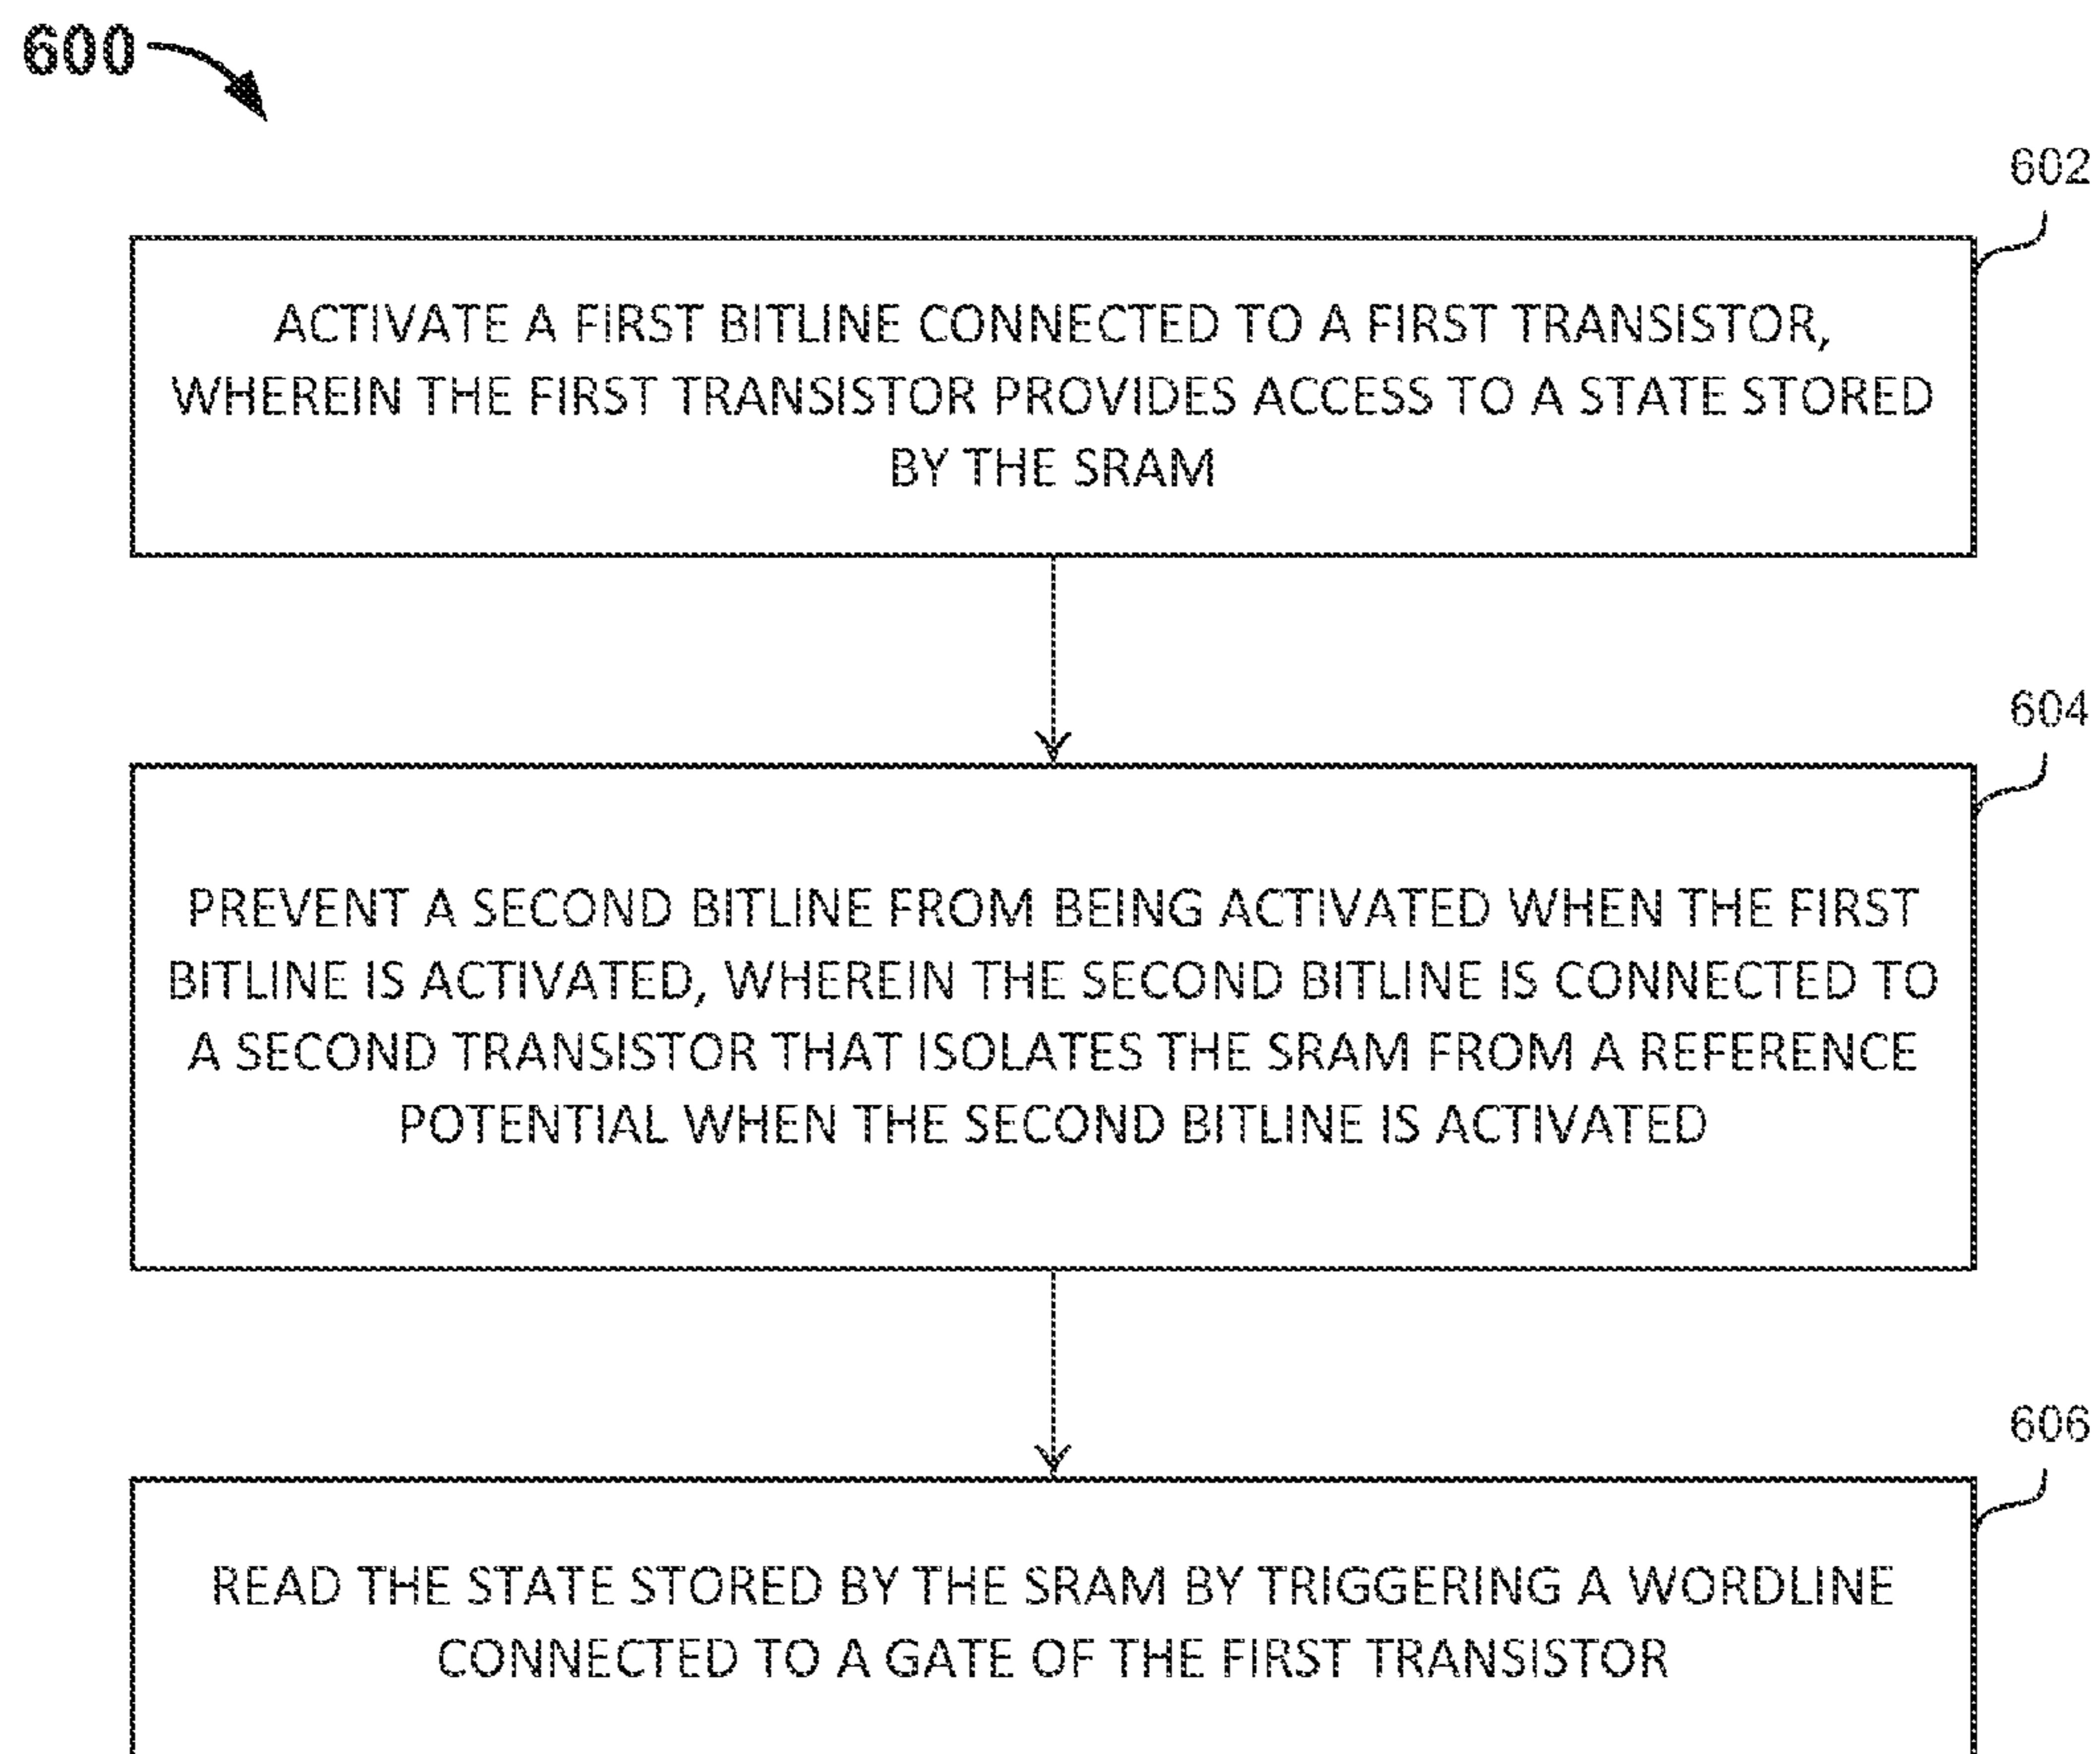 600
602
ACTIVATE A FIRST BITLINE CONNECTED TO A FIRST TRANSISTOR,
WHEREIN THE FIRST TRANSISTOR PROVIDES ACCESS TO A STATE STORED
BY THE SRAM
604
PREVENT A SECOND BITLINE FROM BEING ACTIVATED WHEN THE FIRST
BITLINE IS ACTIVATED, WHEREIN THE SECOND BITLINE IS CONNECTED TO
A SECOND TRANSISTOR THAT ISOLATES THE SRAM FROM A REFERENCE
POTENTIAL WHEN THE SECOND BITLINE IS ACTIVATED
606
READ THE STATE STORED BY THE SRAM BY TRIGGERING A WORDLINE
CONNECTED TO A GATE OF THE FIRST TRANSISTOR